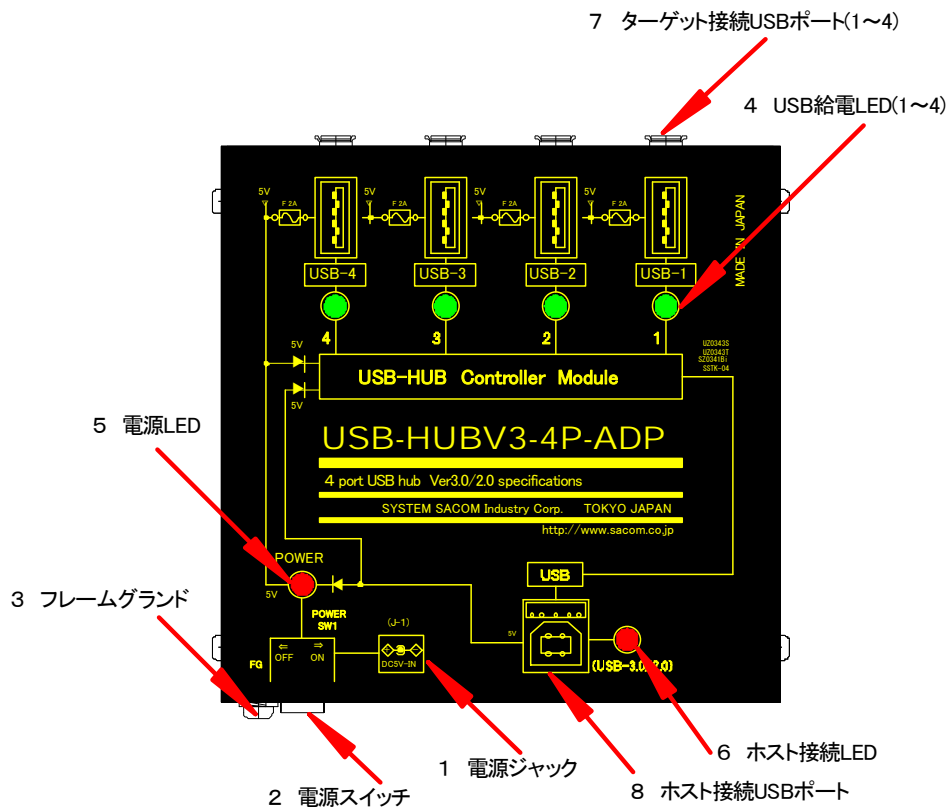 7 ターゲット接続USBポート(1～4)
4 USB給電LED(1～4)
5V
F 2A
5V
F 2A
5V
F 2A
5V
F 2A
MADE IN JAPAN
USB-4
USB-3
USB-2
USB-1
4
3
2
1
5V
5V
USB-HUB Controller Module
UZ0343S
UZ0343T
SZ0341Bi
SSTK-04
5 電源LED
USB-HUBV3-4P-ADP
4 port USB hub Ver3.0/2.0 specifications
SYSTEM SACOM Industry Corp. TOKYO JAPAN
http://www.sacom.co.jp
POWER
5V
USB
3 フレームグランド
POWER
SW1
(J-1)
5V
FG
⇐
OFF
⇒
ON
DC5V-IN
(USB-3.0/2.0)
6 ホスト接続LED
1 電源ジャック
8 ホスト接続USBポート
2 電源スイッチ